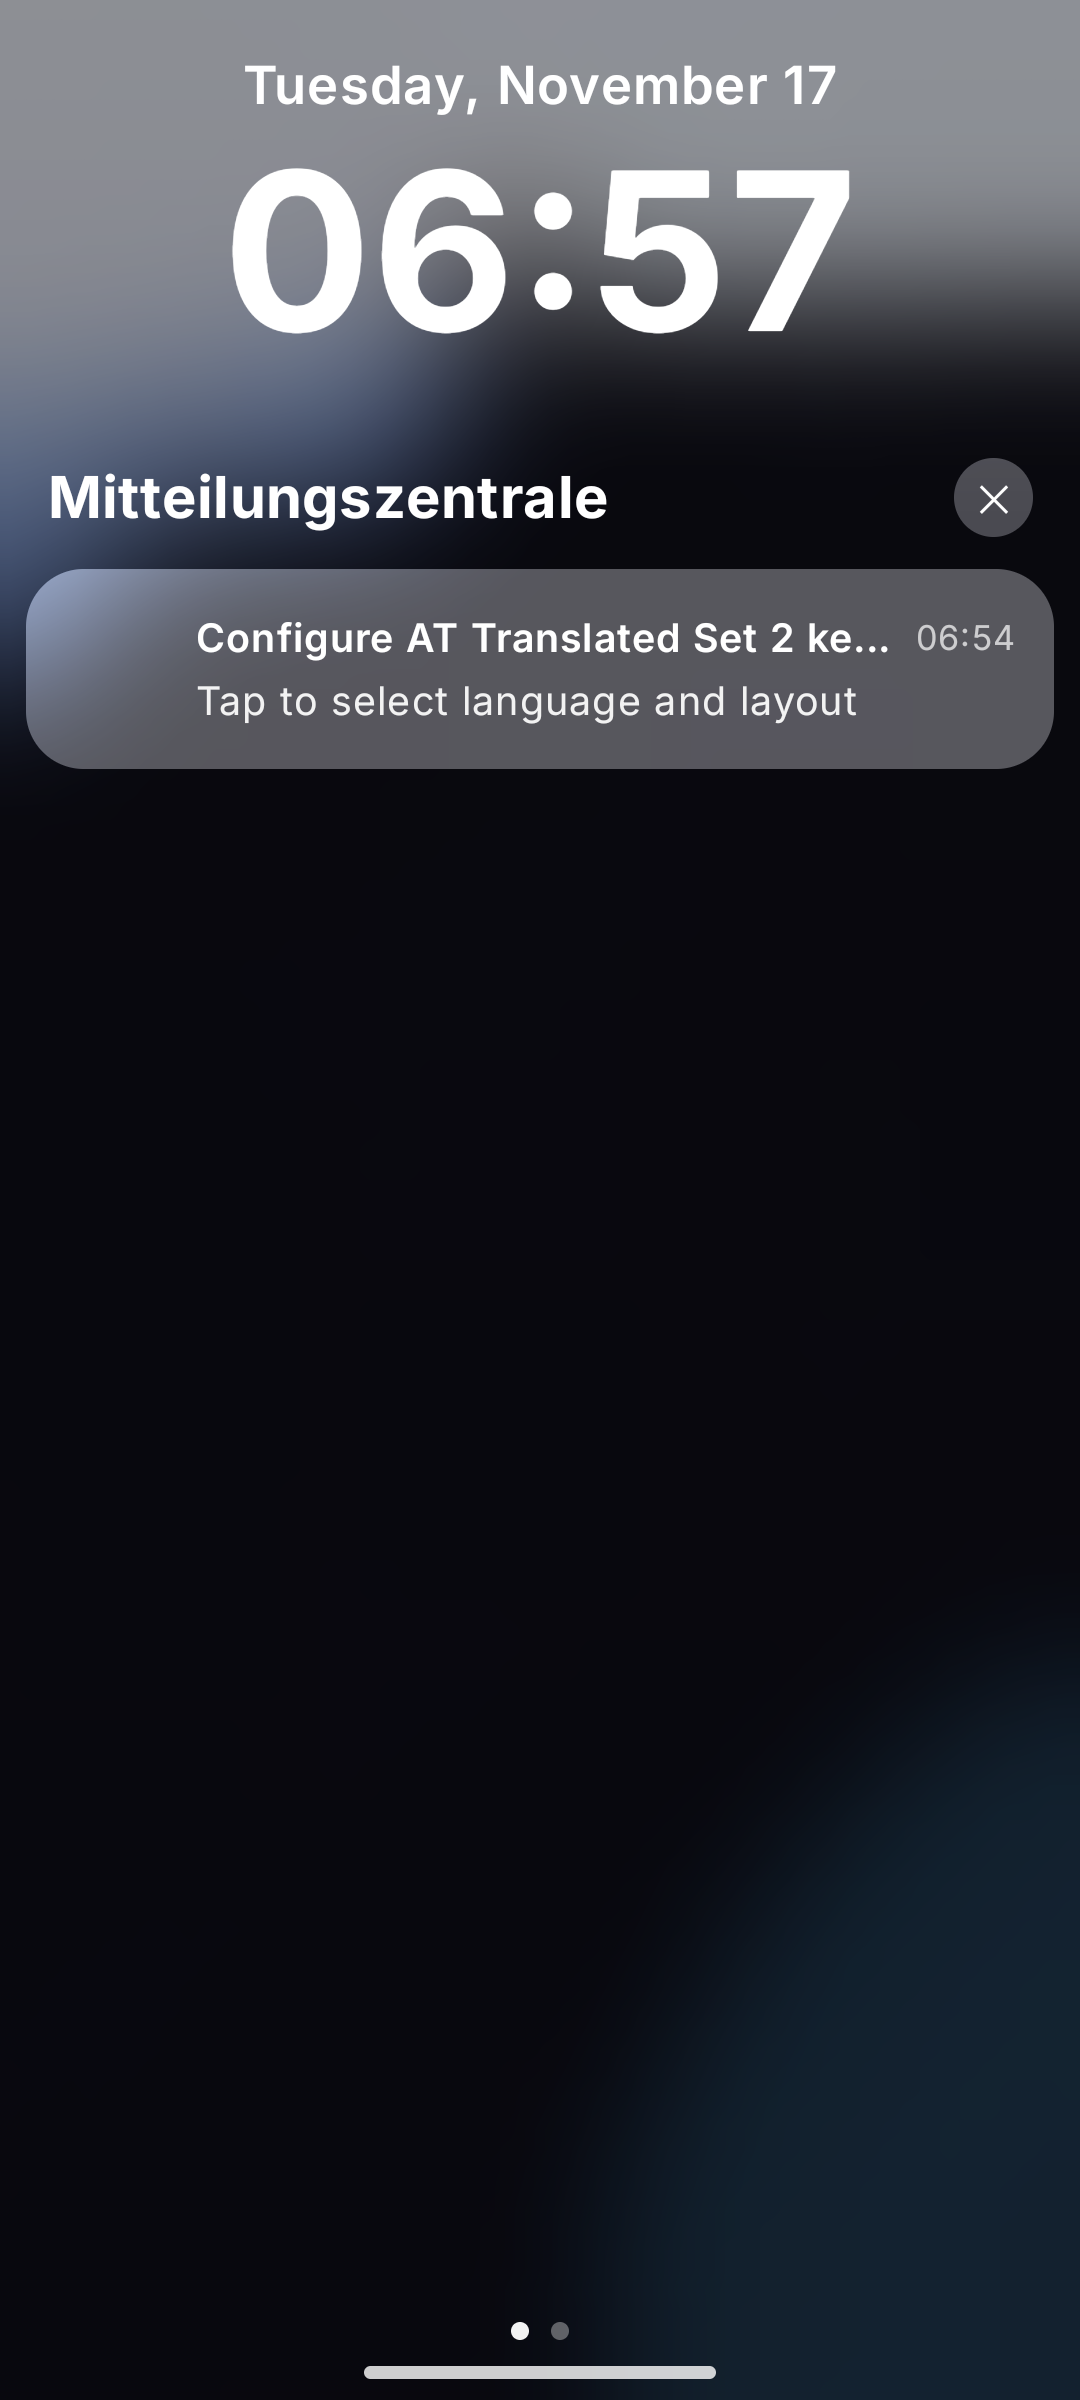 Tuesday, November 17
06:57
Mitteilungszentrale
Configure AT Translated Set 2 ke... 06:54
Tap to select language and layout